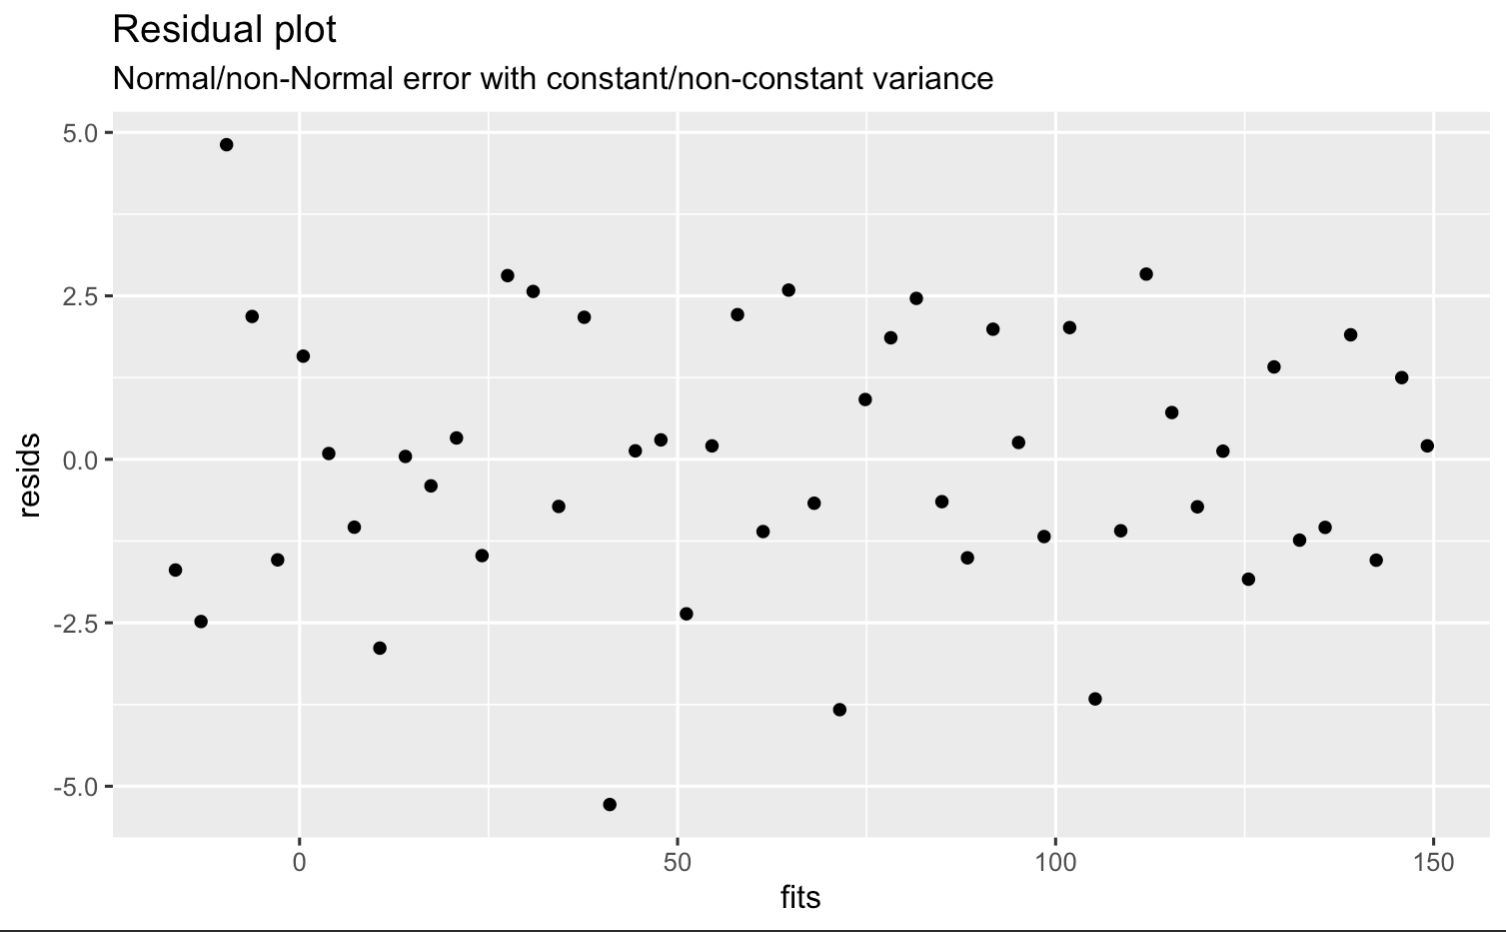 Residual plot
Normal/non-Normal error with constant/non-constant variance
5.0
2.5
0.0
-2.5
-5.0
resids
0 50 100 150
fits